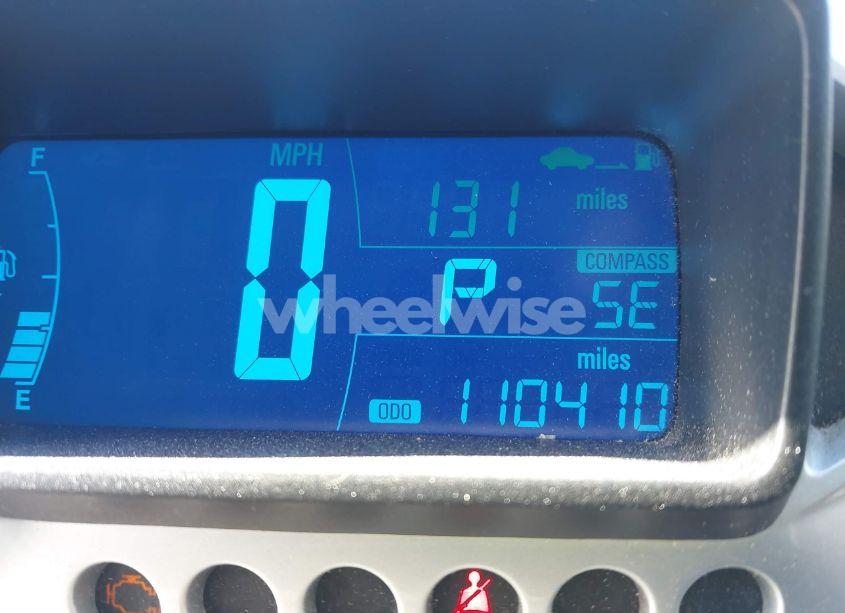 F
MPH
131
miles
COMPASS
0
P
SE
wheelwise
miles
E
ODO
110410